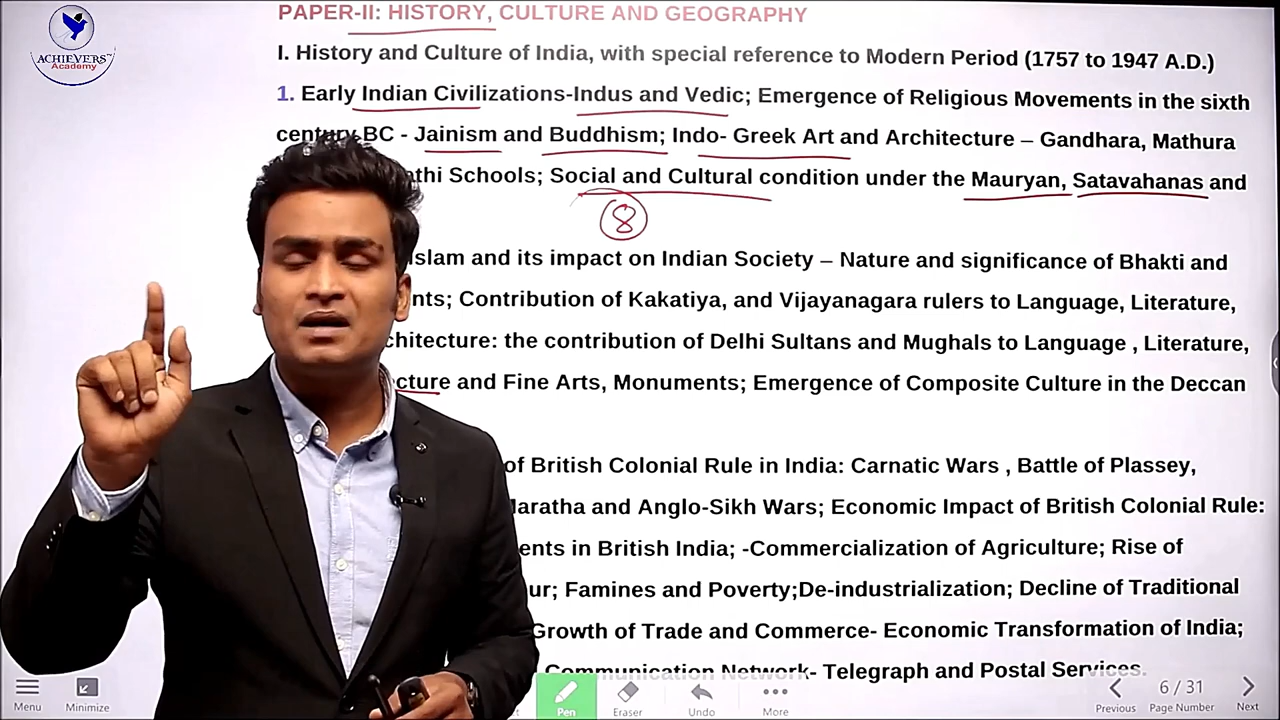 PAPER-II: HISTORY, CULTURE AND GEOGRAPHY
ACHIEVERS
Academy
I. History and Culture of India, with special reference to Modern Period (1757 to 1947 A.D.)
1. Early Indian Civilizations-Indus and Vedic; Emergence of Religious Movements in the sixth
century BC - Jainism and Buddhism; Indo- Greek Art and Architecture – Gandhara, Mathura
Schools; Social and Cultural condition under the Mauryan, Satavahanas and
8
Islam and its impact on Indian Society – Nature and significance of Bhakti and
Contribution of Kakatiya, and Vijayanagara rulers to Language, Literature,
the contribution of Delhi Sultans and Mughals to Language , Literature,
and Fine Arts, Monuments; Emergence of Composite Culture in the Deccan
of British Colonial Rule in India: Carnatic Wars , Battle of Plassey,
and Anglo-Sikh Wars; Economic Impact of British Colonial Rule:
in British India; -Commercialization of Agriculture; Rise of
Famines and Poverty;De-industrialization; Decline of Traditional
Growth of Trade and Commerce- Economic Transformation of India;
Communication Network- Telegraph and Postal Services.
Menu Minimize Pen Eraser Undo More Previous 6 / 31 Page Number Next